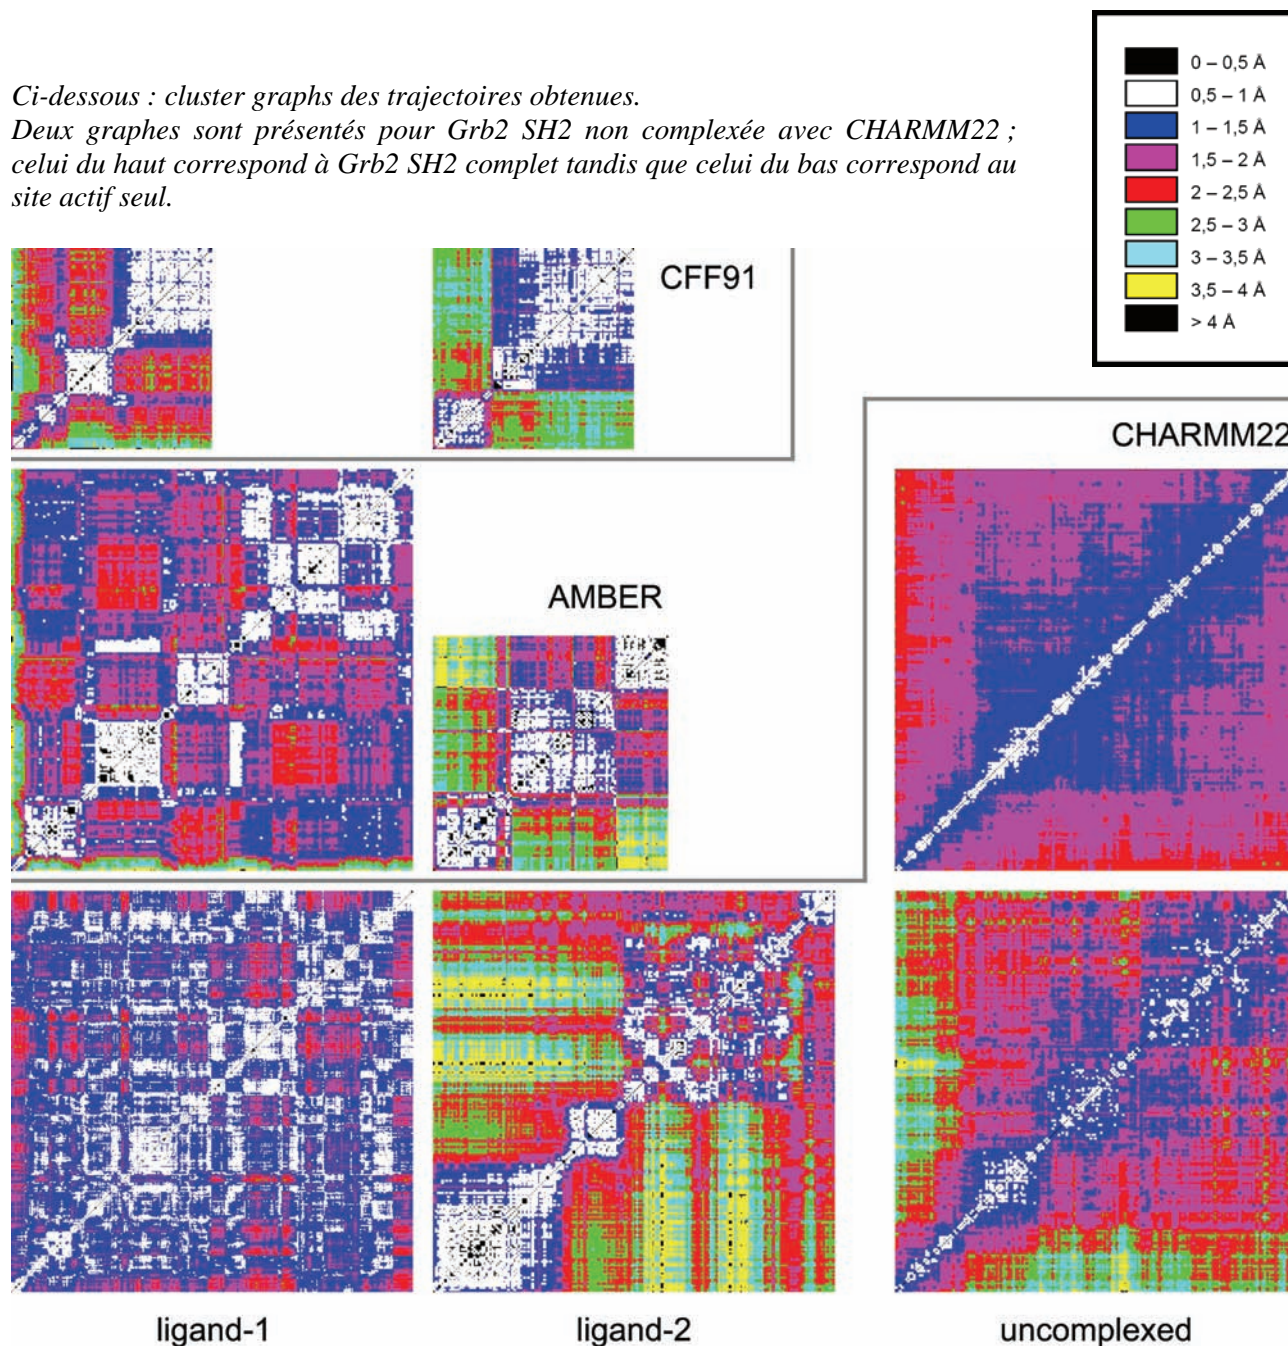 Ci-dessous : cluster graphs des trajectoires obtenues.
Deux graphes sont présentés pour Grb2 SH2 non complexée avec CHARMM22 ;
celui du haut correspond à Grb2 SH2 complet tandis que celui du bas correspond au
site actif seul.
0 – 0,5 Å
0,5 – 1 Å
1 – 1,5 Å
1,5 – 2 Å
2 – 2,5 Å
2,5 – 3 Å
3 – 3,5 Å
3,5 – 4 Å
> 4 Å
CFF91
CHARMM22
AMBER
ligand-1
ligand-2
uncomplexed